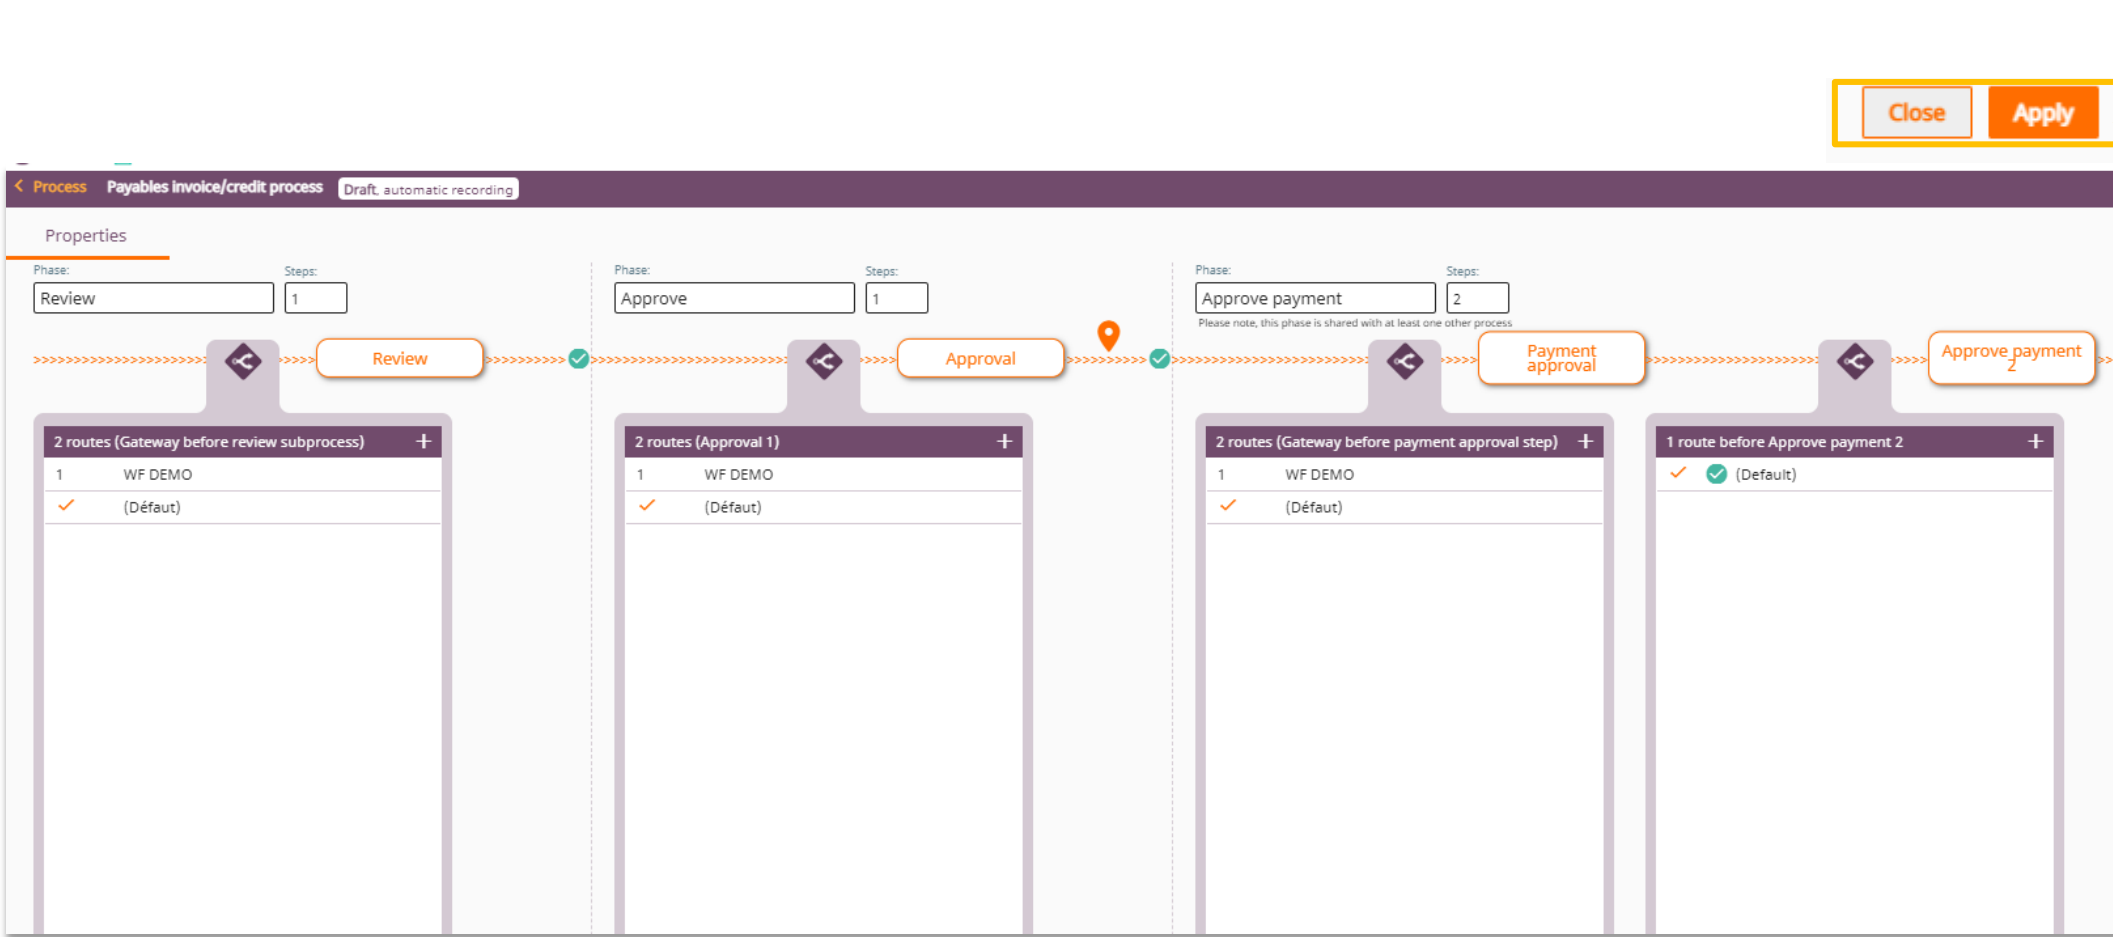 Close Apply
< Process Payables invoice/credit process Draft, automatic recording
Properties
Phase: Steps: Phase: Steps: Phase: Steps:
Review 1 Approve 1 Approve payment 2
Please note, this phase is shared with at least one other process
Review Approval Payment approval Approve payment 2
2 routes (Gateway before review subprocess) + 2 routes (Approval 1) + 2 routes (Gateway before payment approval step) + 1 route before Approve payment 2 +
1 WF DEMO 1 WF DEMO 1 WF DEMO (Default)
(Défaut) (Défaut) (Défaut)